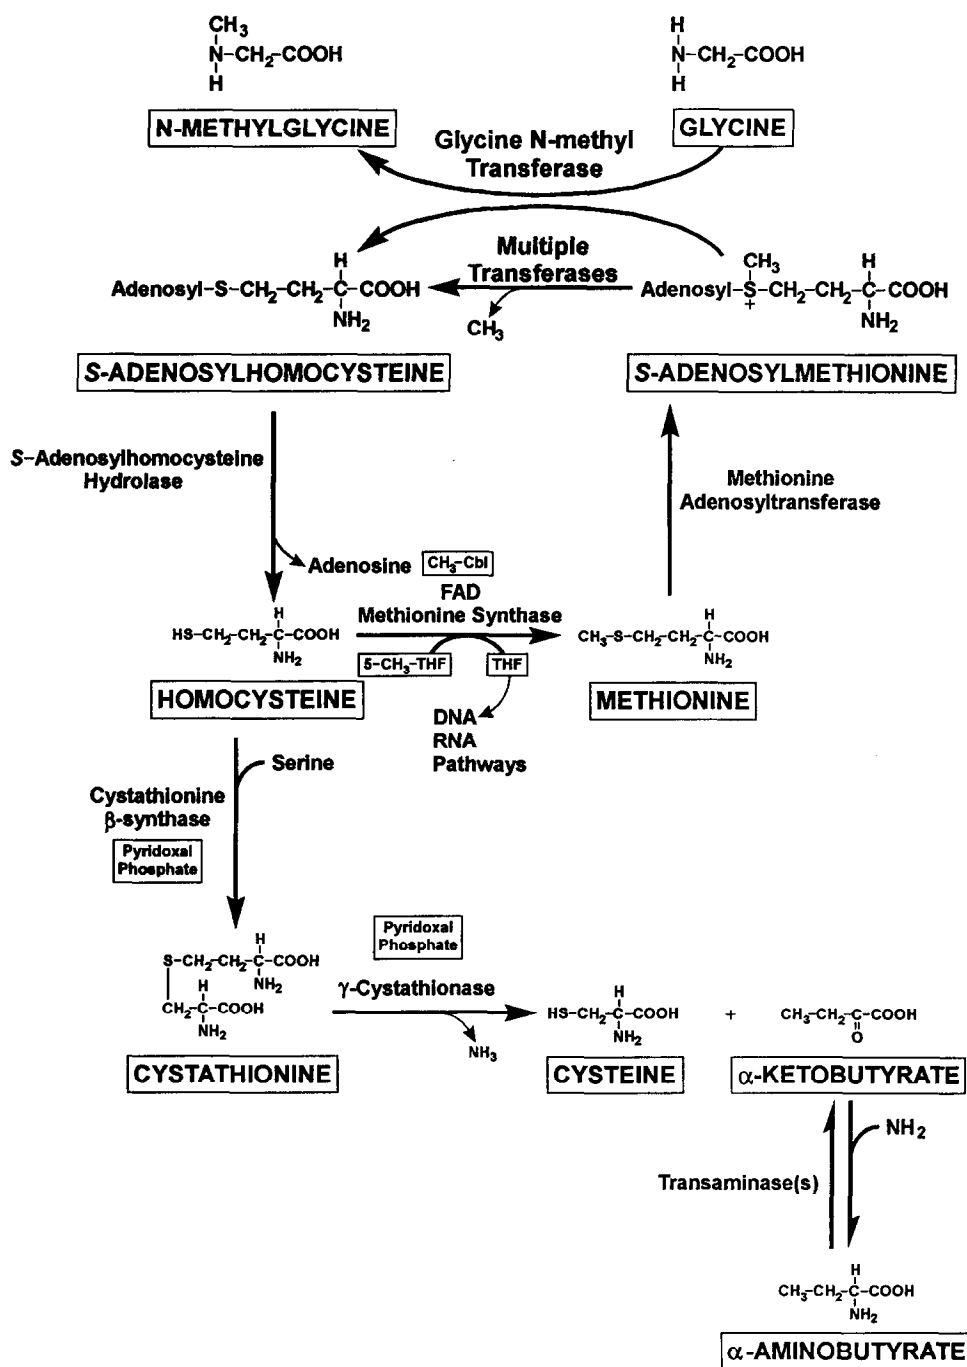 CH₃
N-CH₂-COOH
H
N-METHYLGLYCINE
H
N-CH₂-COOH
H
GLYCINE
Glycine N-methyl
Transferase
Multiple
Transferases
CH₃
H
Adenosyl-S-CH₂-CH₂-C-COOH
NH₂
S-ADENOSYLHOMOCYSTEINE
CH₃ H
Adenosyl-S-CH₂-CH₂-C-COOH
+ NH₂
S-ADENOSYLMETHIONINE
S-Adenosylhomocysteine
Hydrolase
Adenosine
Methionine
Adenosyltransferase
CH₃-Cbl
FAD
Methionine Synthase
5-CH₃-THF
THF
DNA
RNA
Pathways
H
HS-CH₂-CH₂-C-COOH
NH₂
HOMOCYSTEINE
H
CH₃-S-CH₂-CH₂-C-COOH
NH₂
METHIONINE
Serine
Cystathionine
β-synthase
Pyridoxal
Phosphate
H
S-CH₂-CH₂-C-COOH
H NH₂
CH₂-C-COOH
NH₂
CYSTATHIONINE
Pyridoxal
Phosphate
γ-Cystathionase
NH₃
H
HS-CH₂-C-COOH
NH₂
CYSTEINE
+
CH₃-CH₂-C-COOH
O
α-KETOBUTYRATE
NH₂
Transaminase(s)
H
CH₃-CH₂-C-COOH
NH₂
α-AMINOBUTYRATE